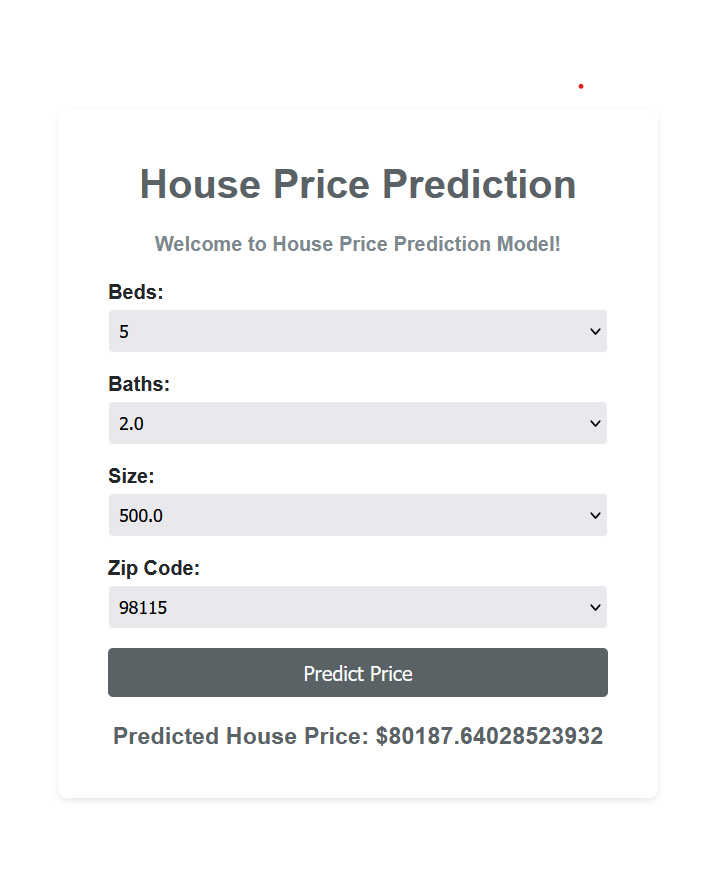 House Price Prediction
Welcome to House Price Prediction Model!
Beds:
5
Baths:
2.0
Size:
500.0
Zip Code:
98115
Predict Price
Predicted House Price: $80187.64028523932